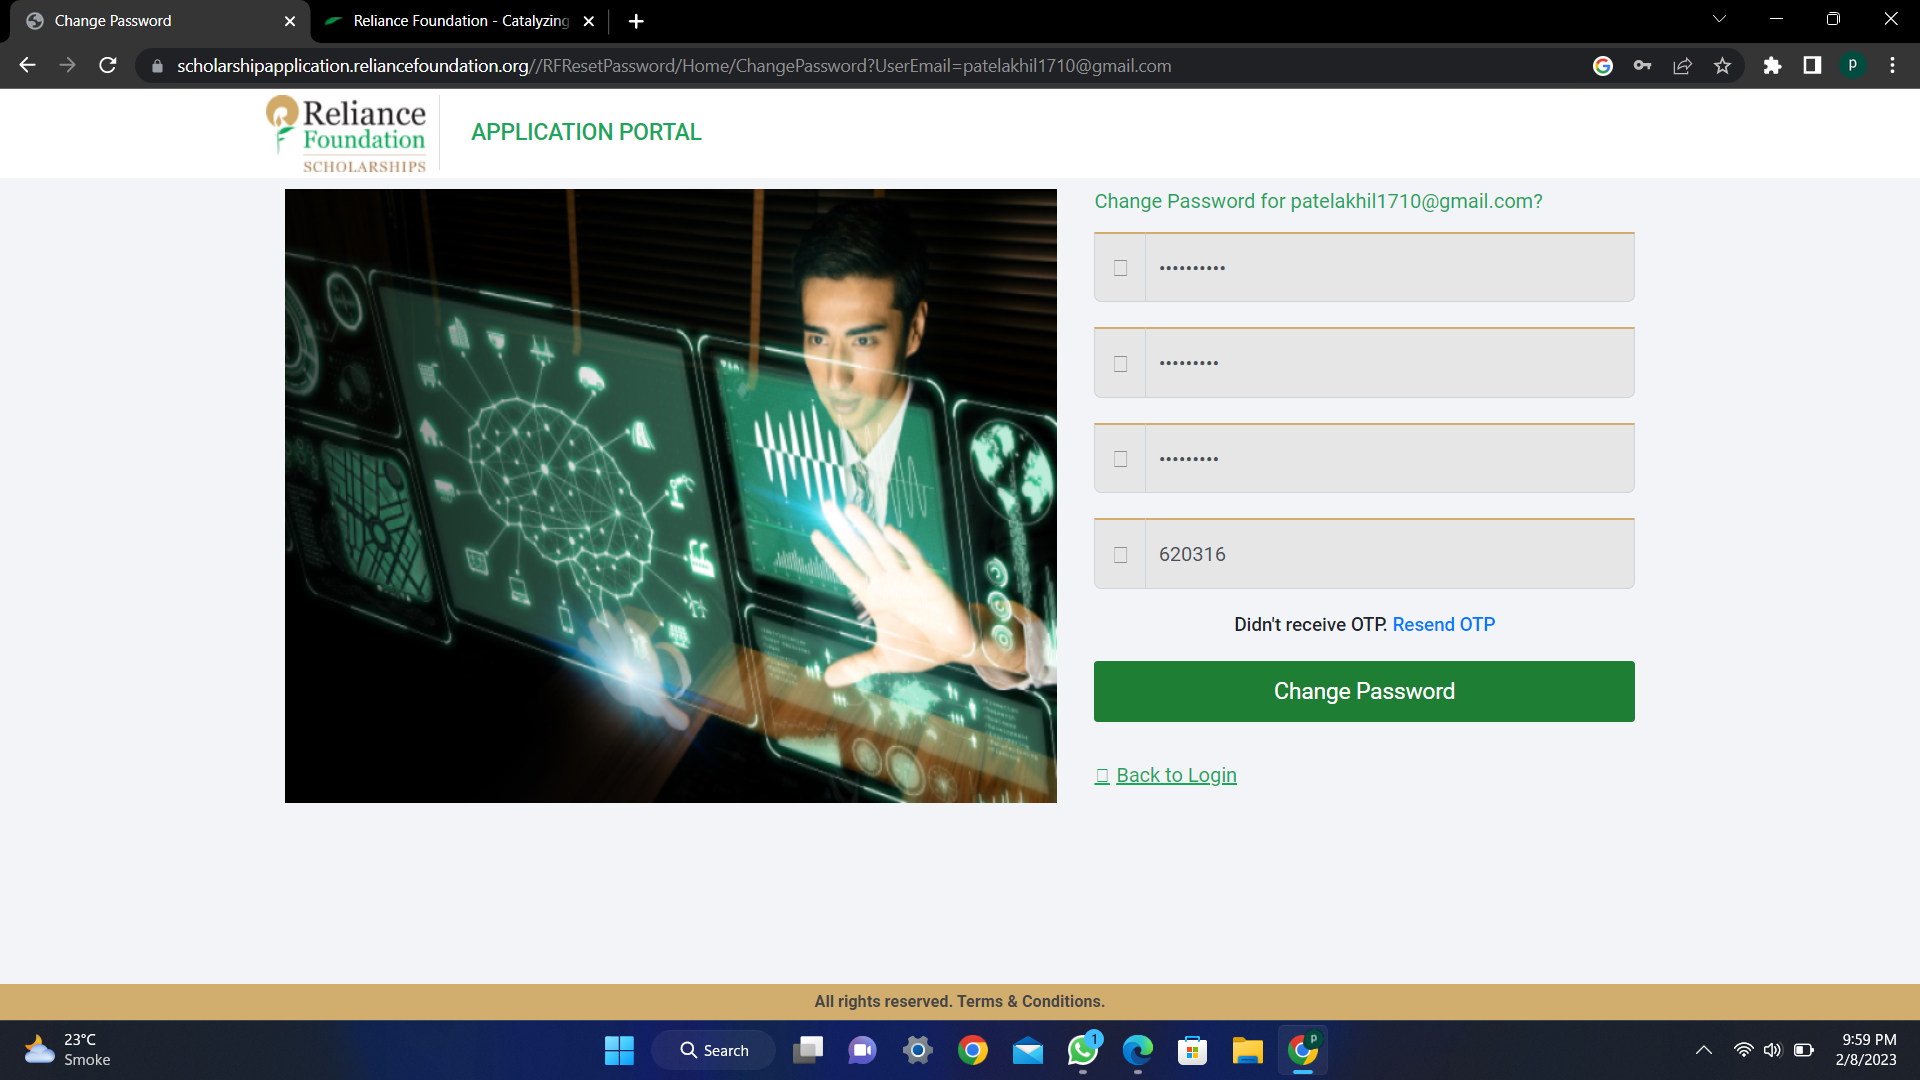 Change Password
Reliance Foundation - Catalyzing
scholarshipapplication.reliancefoundation.org//RFResetPassword/Home/ChangePassword?UserEmail=patelakhil1710@gmail.com
P
Reliance
Foundation
SCHOLARSHIPS
APPLICATION PORTAL
Change Password for patelakhil1710@gmail.com?
••••••••••
•••••••••
•••••••••
620316
Didn't receive OTP. Resend OTP
Change Password
Back to Login
All rights reserved. Terms & Conditions.
23°C
Smoke
Search
1
P
9:59 PM
2/8/2023